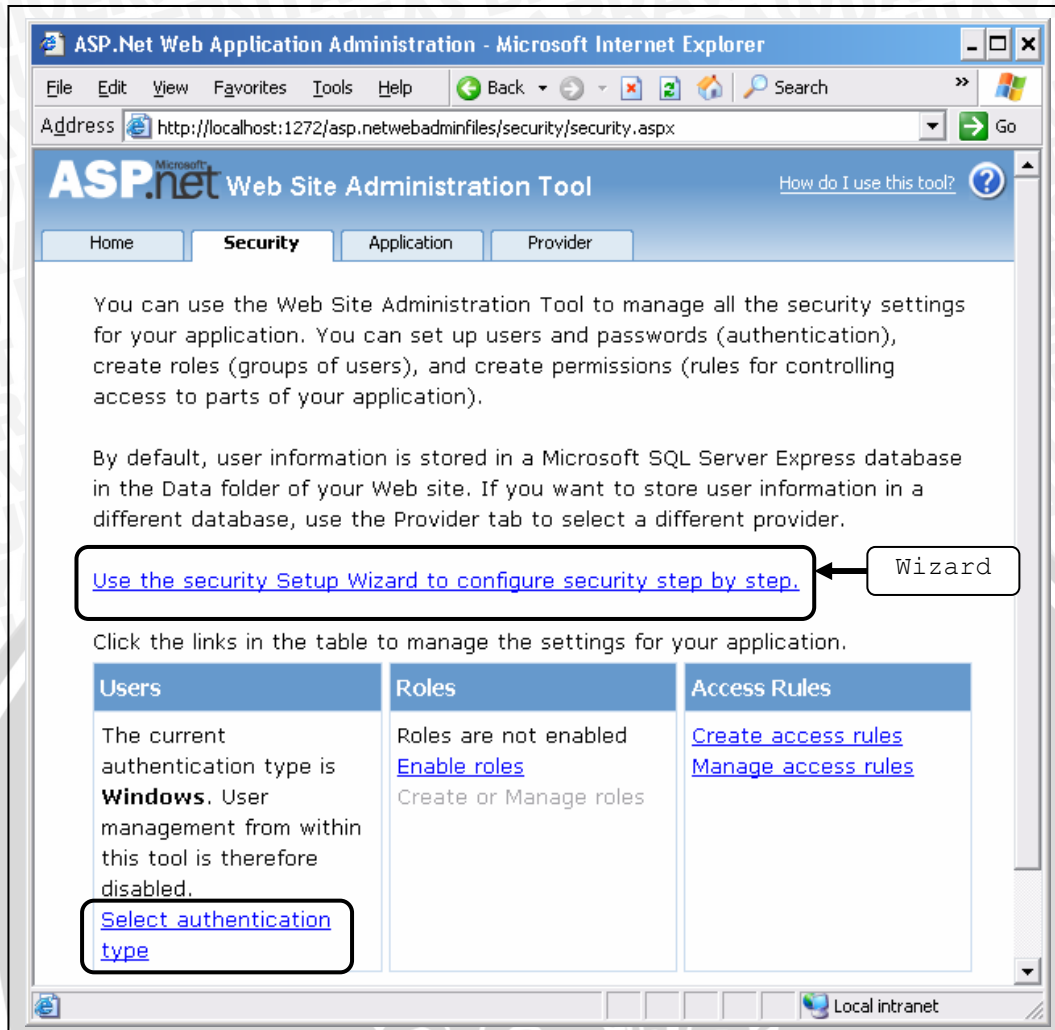 ASP.Net Web Application Administration - Microsoft Internet Explorer
File Edit View Favorites Tools Help Back Search »
Address http://localhost:1272/asp.netwebadminfiles/security/security.aspx Go
Microsoft
ASP.net Web Site Administration Tool How do I use this tool? ?
Home Security Application Provider
You can use the Web Site Administration Tool to manage all the security settings
for your application. You can set up users and passwords (authentication),
create roles (groups of users), and create permissions (rules for controlling
access to parts of your application).
By default, user information is stored in a Microsoft SQL Server Express database
in the Data folder of your Web site. If you want to store user information in a
different database, use the Provider tab to select a different provider.
Use the security Setup Wizard to configure security step by step.
Wizard
Click the links in the table to manage the settings for your application.
Users
The current
authentication type is
Windows. User
management from within
this tool is therefore
disabled.
Select authentication
type
Roles
Roles are not enabled
Enable roles
Create or Manage roles
Access Rules
Create access rules
Manage access rules
Local intranet